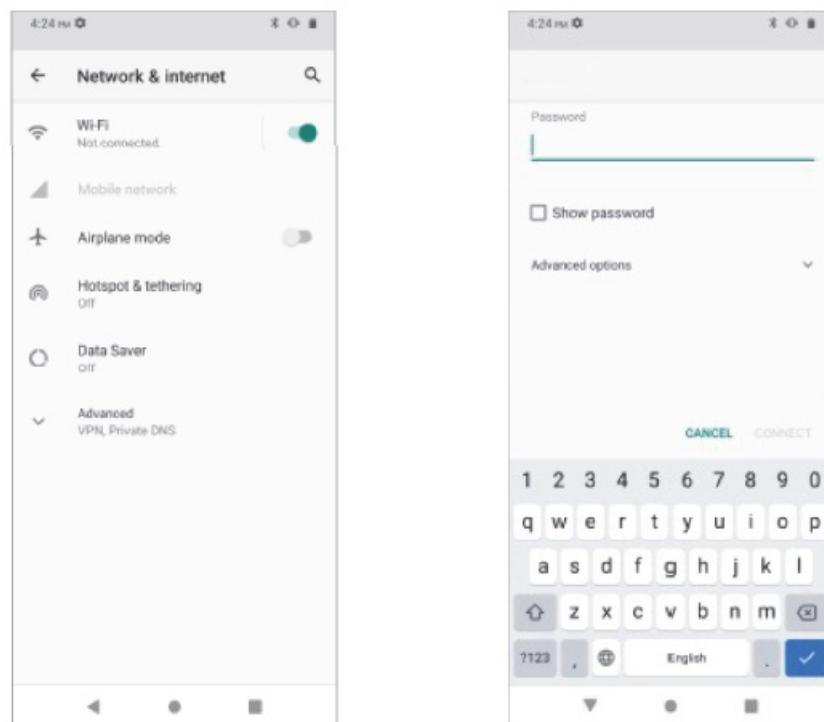 4:24 PM
Network & internet
Wi-Fi
Not connected
Mobile network
Airplane mode
Hotspot & tethering
Off
Data Saver
Off
Advanced
VPN, Private DNS
4:24 PM
Password
Show password
Advanced options
CANCEL CONNECT
1 2 3 4 5 6 7 8 9 0
q w e r t y u i o p
a s d f g h j k l
z x c v b n m
?123 , English .